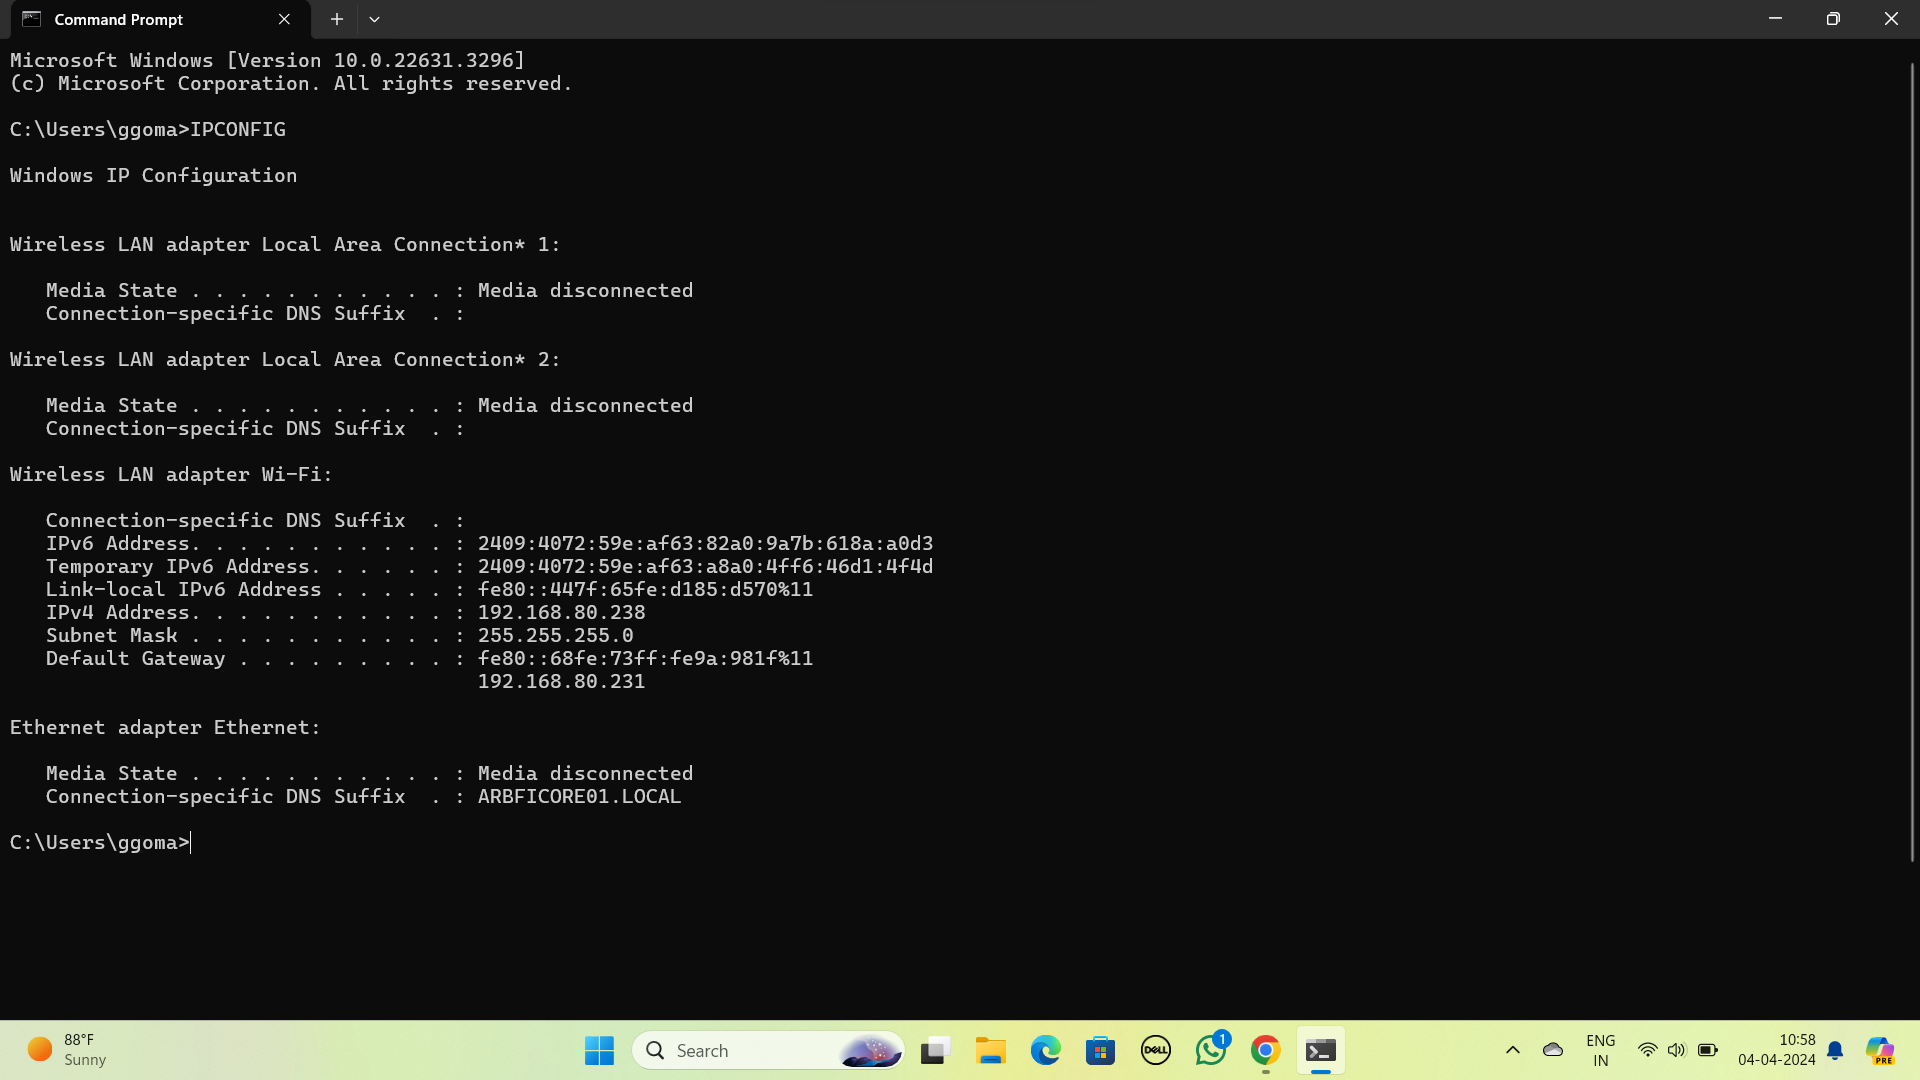 Command Prompt
Microsoft Windows [Version 10.0.22631.3296]
(c) Microsoft Corporation. All rights reserved.
C:\Users\ggoma>IPCONFIG
Windows IP Configuration
Wireless LAN adapter Local Area Connection* 1:
Media State . . . . . . . . . . . : Media disconnected
Connection-specific DNS Suffix  . :
Wireless LAN adapter Local Area Connection* 2:
Media State . . . . . . . . . . . : Media disconnected
Connection-specific DNS Suffix  . :
Wireless LAN adapter Wi-Fi:
Connection-specific DNS Suffix  . :
IPv6 Address. . . . . . . . . . . : 2409:4072:59e:af63:82a0:9a7b:618a:a0d3
Temporary IPv6 Address. . . . . . : 2409:4072:59e:af63:a8a0:4ff6:46d1:4f4d
Link-local IPv6 Address . . . . . : fe80::447f:65fe:d185:d570%11
IPv4 Address. . . . . . . . . . . : 192.168.80.238
Subnet Mask . . . . . . . . . . . : 255.255.255.0
Default Gateway . . . . . . . . . : fe80::68fe:73ff:fe9a:981f%11
192.168.80.231
Ethernet adapter Ethernet:
Media State . . . . . . . . . . . : Media disconnected
Connection-specific DNS Suffix  . : ARBFICORE01.LOCAL
C:\Users\ggoma>
88°F
Sunny
Search
DELL
1
ENG
IN
10:58
04-04-2024
PRE